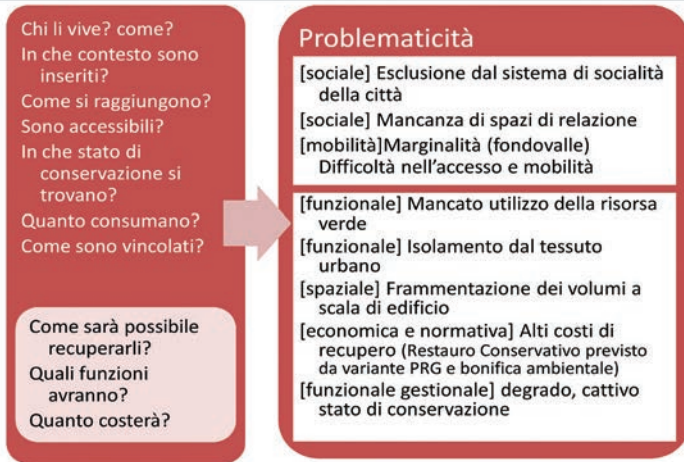 Chi li vive? come?
In che contesto sono
inseriti?
Come si raggiungono?
Sono accessibili?
In che stato di
conservazione si
trovano?
Quanto consumano?
Come sono vincolati?
Come sarà possibile
recuperarli?
Quali funzioni
avranno?
Quanto costerà?
Problematicità
[sociale] Esclusione dal sistema di socialità
della città
[sociale] Mancanza di spazi di relazione
[mobilità]Marginalità (fondovalle)
Difficoltà nell'accesso e mobilità
[funzionale] Mancato utilizzo della risorsa
verde
[funzionale] Isolamento dal tessuto
urbano
[spaziale] Frammentazione dei volumi a
scala di edificio
[economica e normativa] Alti costi di
recupero (Restauro Conservativo previsto
da variante PRG e bonifica ambientale)
[funzionale gestionale] degrado, cattivo
stato di conservazione